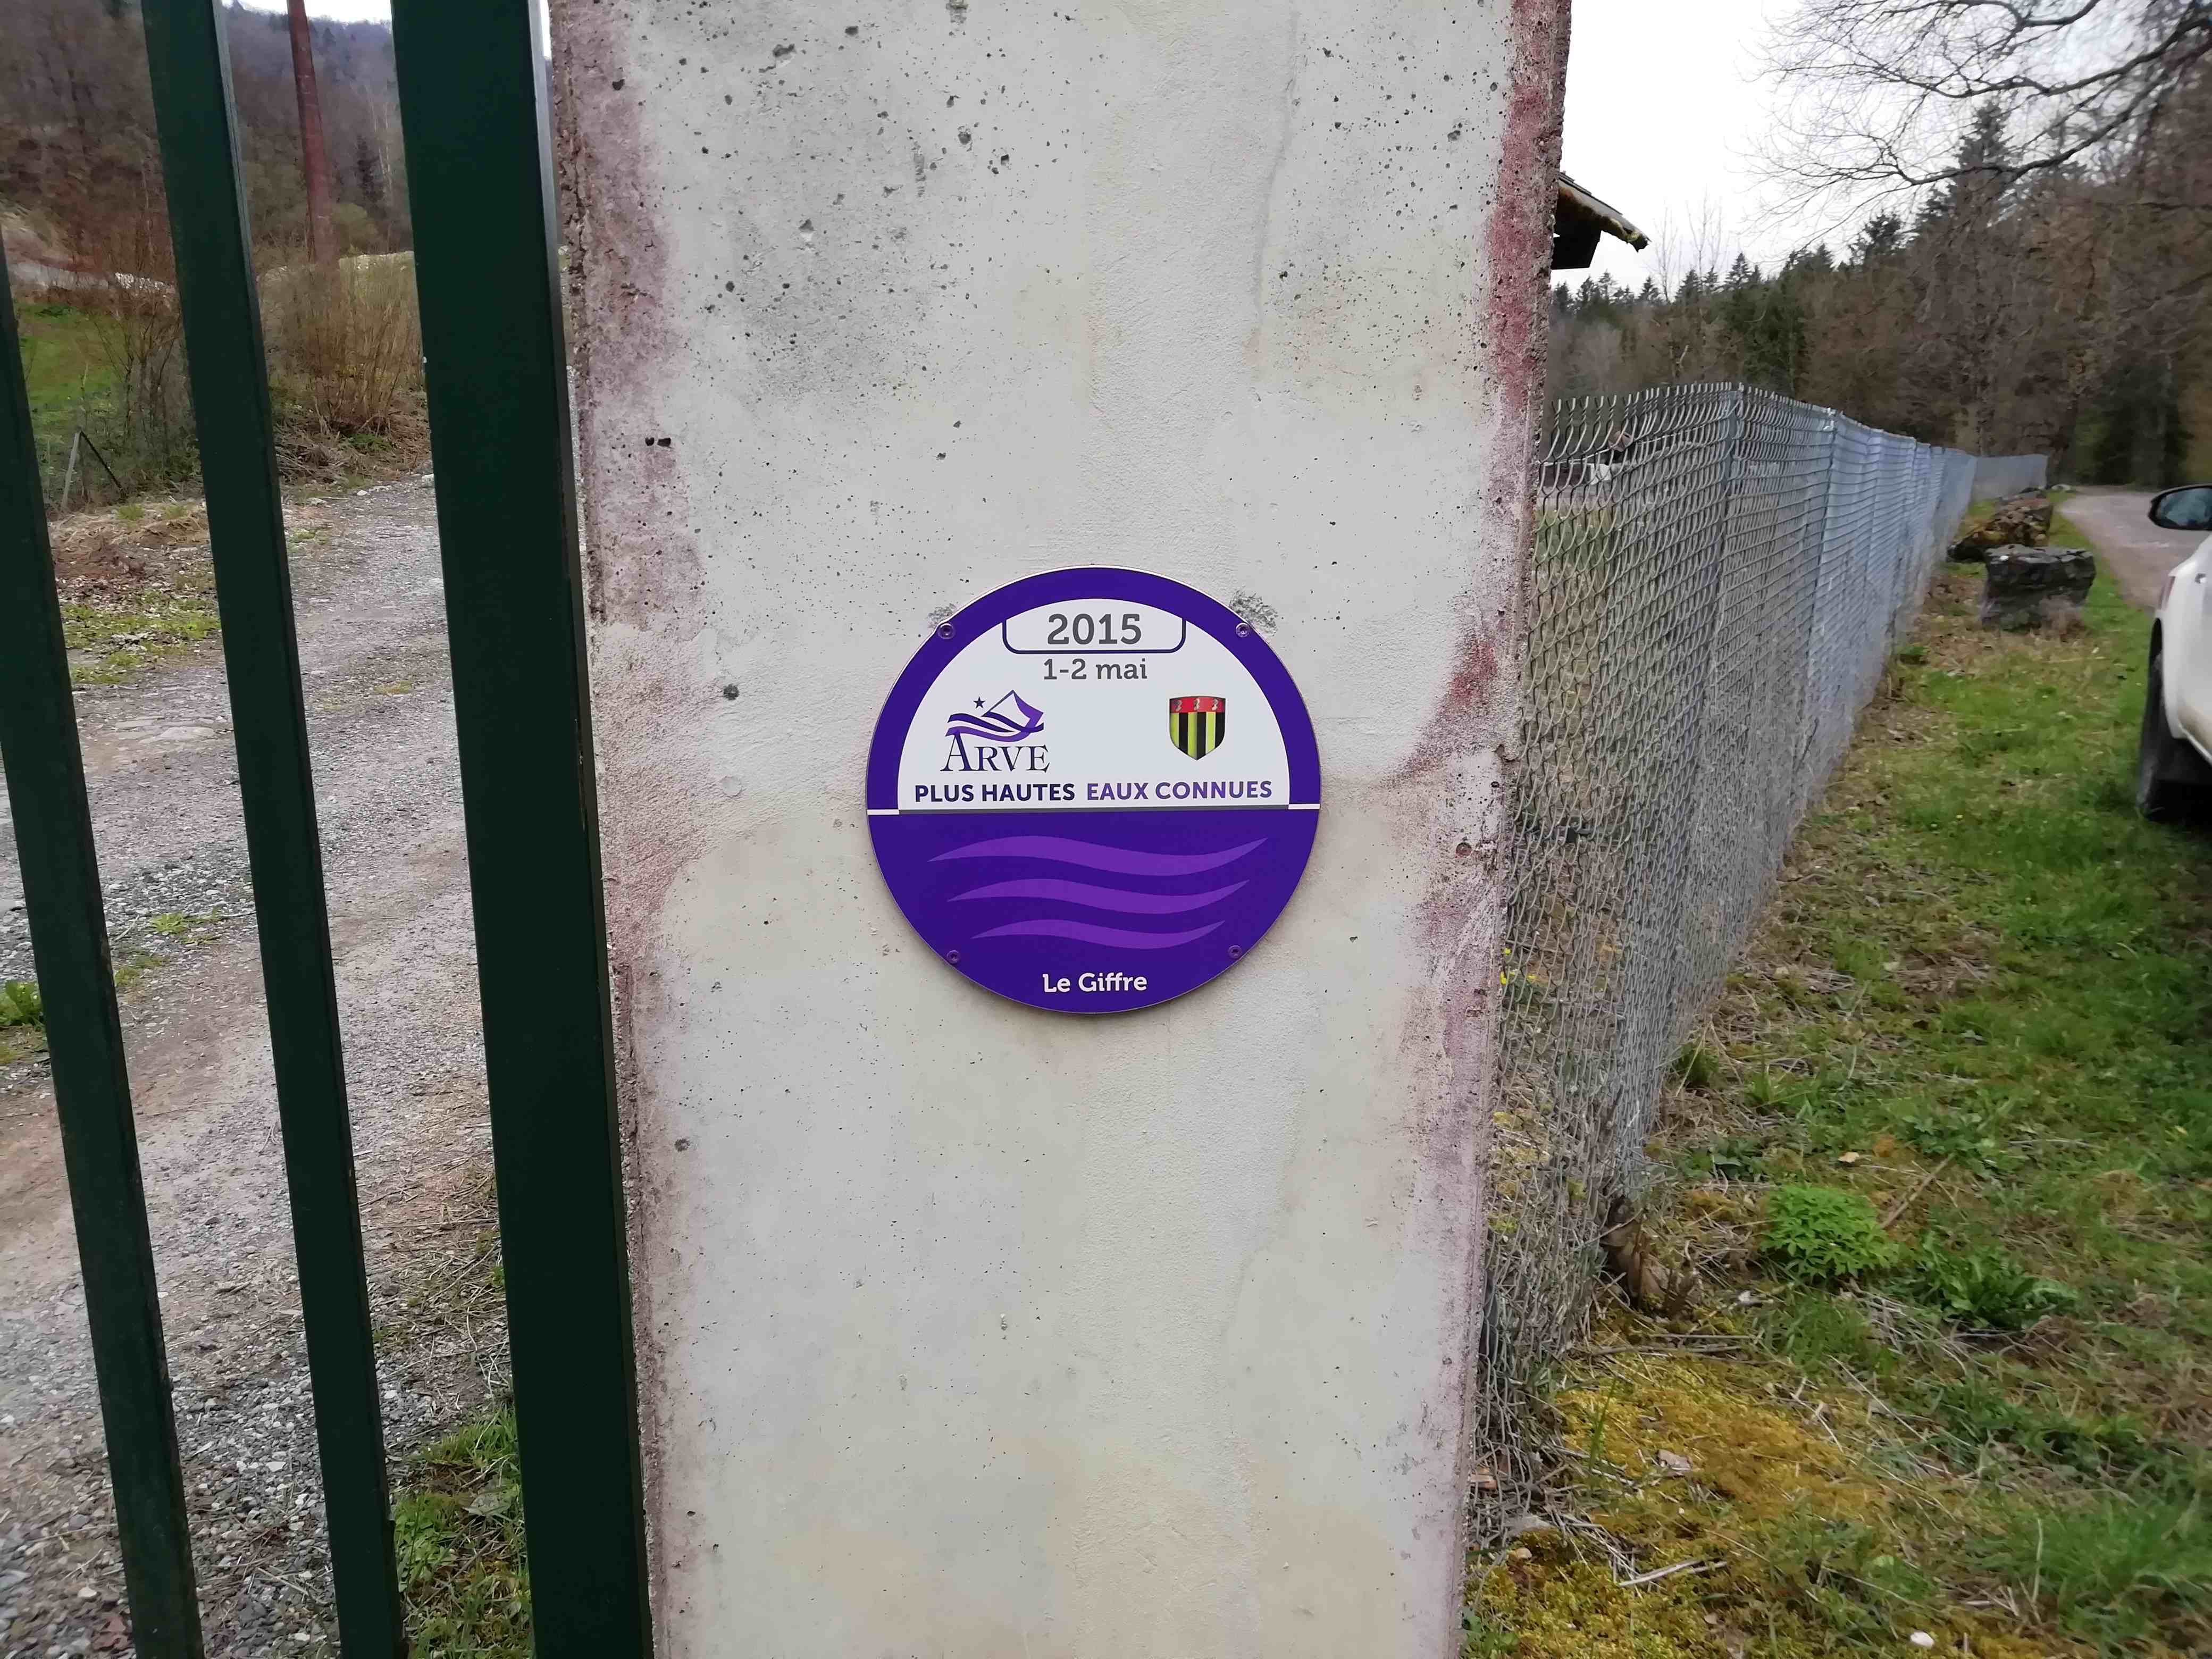 2015
1-2 mai
ARVE
PLUS HAUTES EAUX CONNUES
Le Giffre